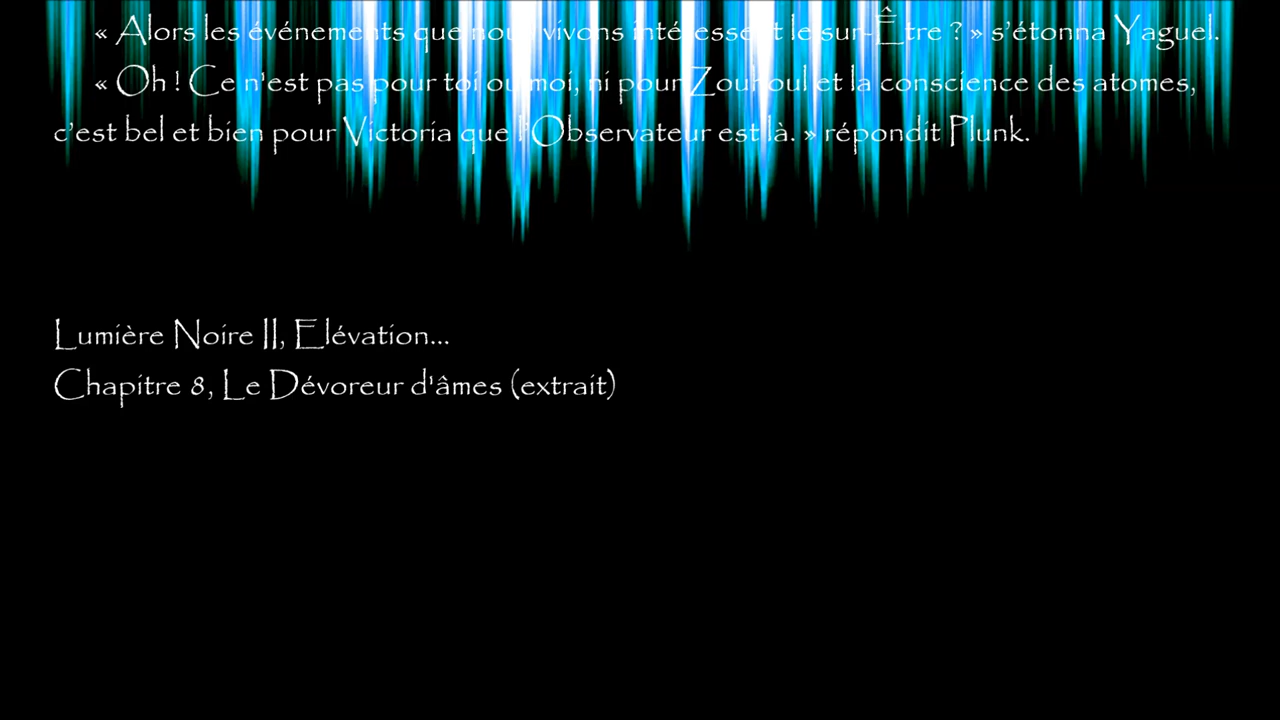 « Alors les événements que nous vivons intéressent le sur-Être ? » s'étonna Yaguel.
« Oh ! Ce n'est pas pour toi ou moi, ni pour Zouhoul et la conscience des atomes,
c'est bel et bien pour Victoria que l'Observateur est là. » répondit Plunk.
Lumière Noire II, Elévation...
Chapitre 8, Le Dévoreur d'âmes (extrait)